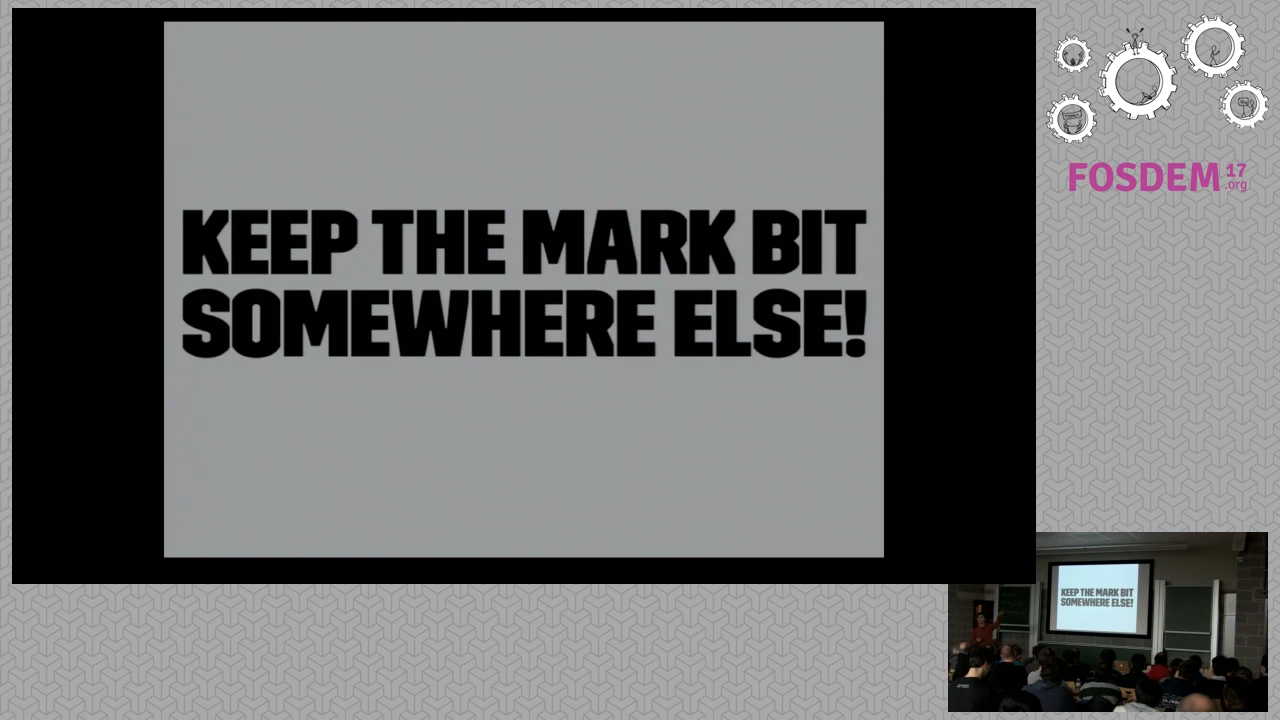 KEEP THE MARK BIT
SOMEWHERE ELSE!
FOSDEM 17
.org
KEEP THE MARK BIT
SOMEWHERE ELSE!